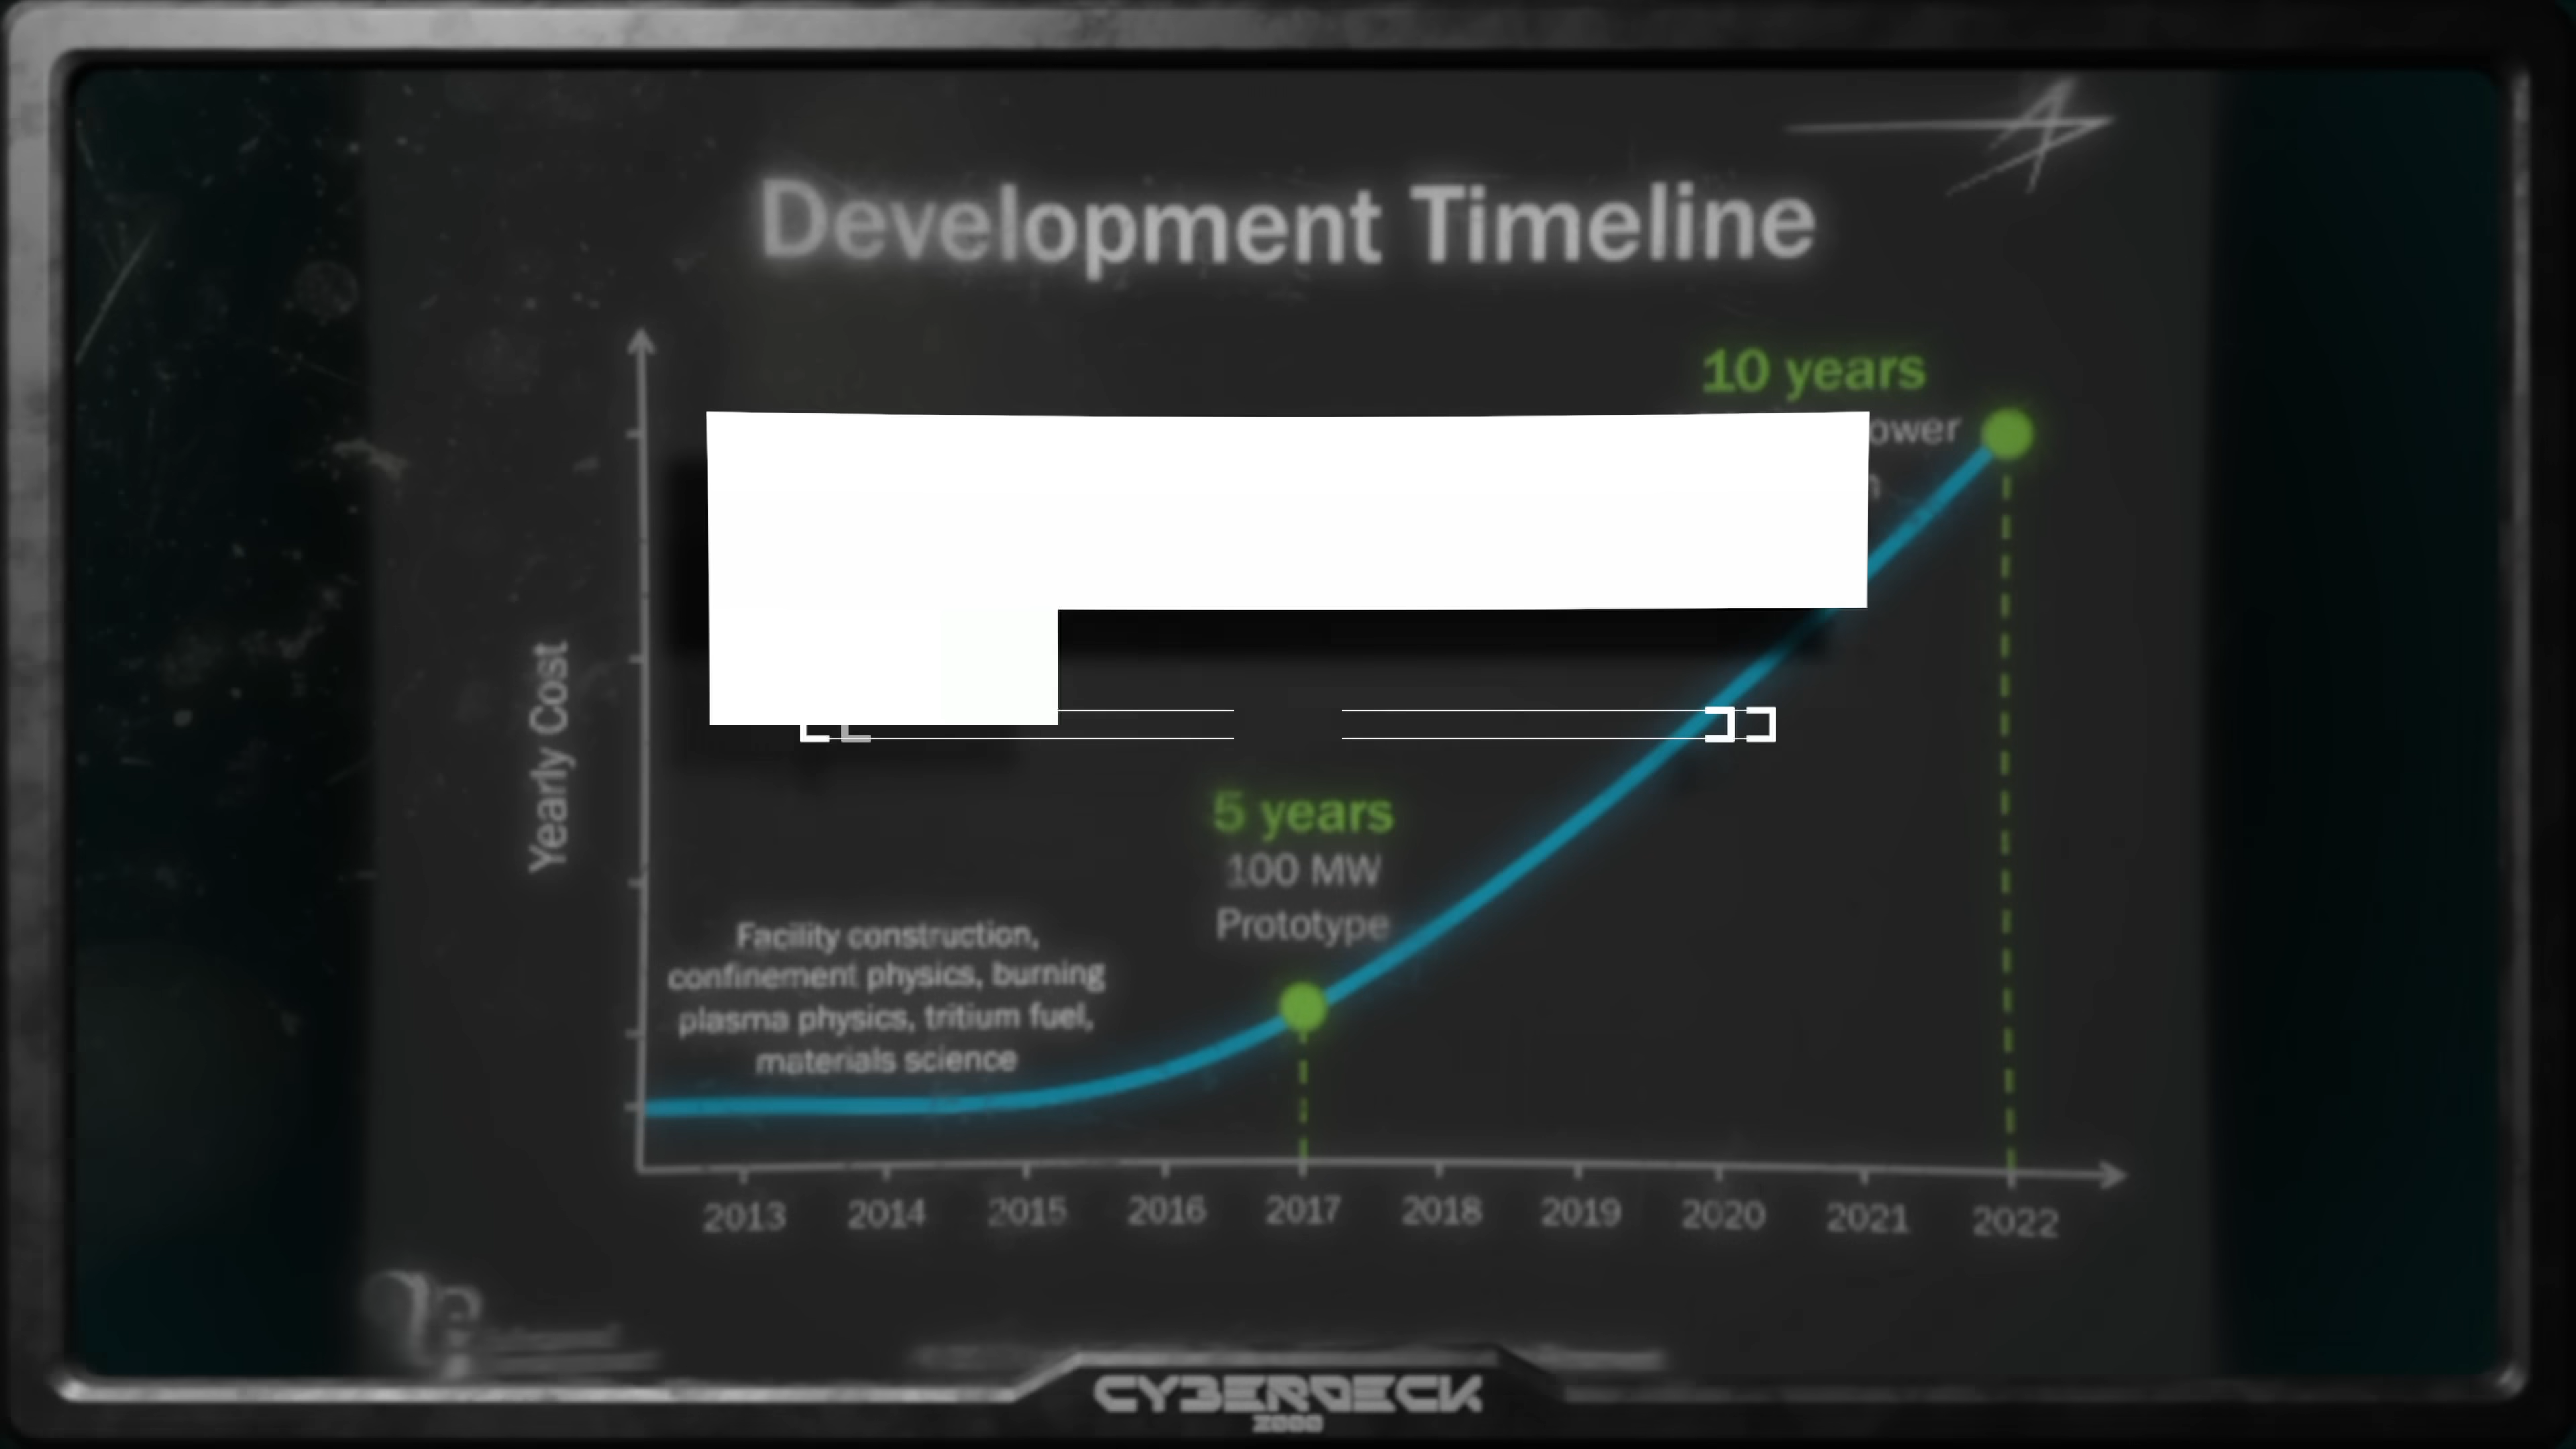 Development Timeline
10 years
5 years
100 MW
Prototype
Yearly Cost
Facility construction,
confinement physics, burning
plasma physics, tritium fuel,
materials science
2013 2014 2015 2016 2017 2018 2019 2020 2021 2022
CYBERDECK